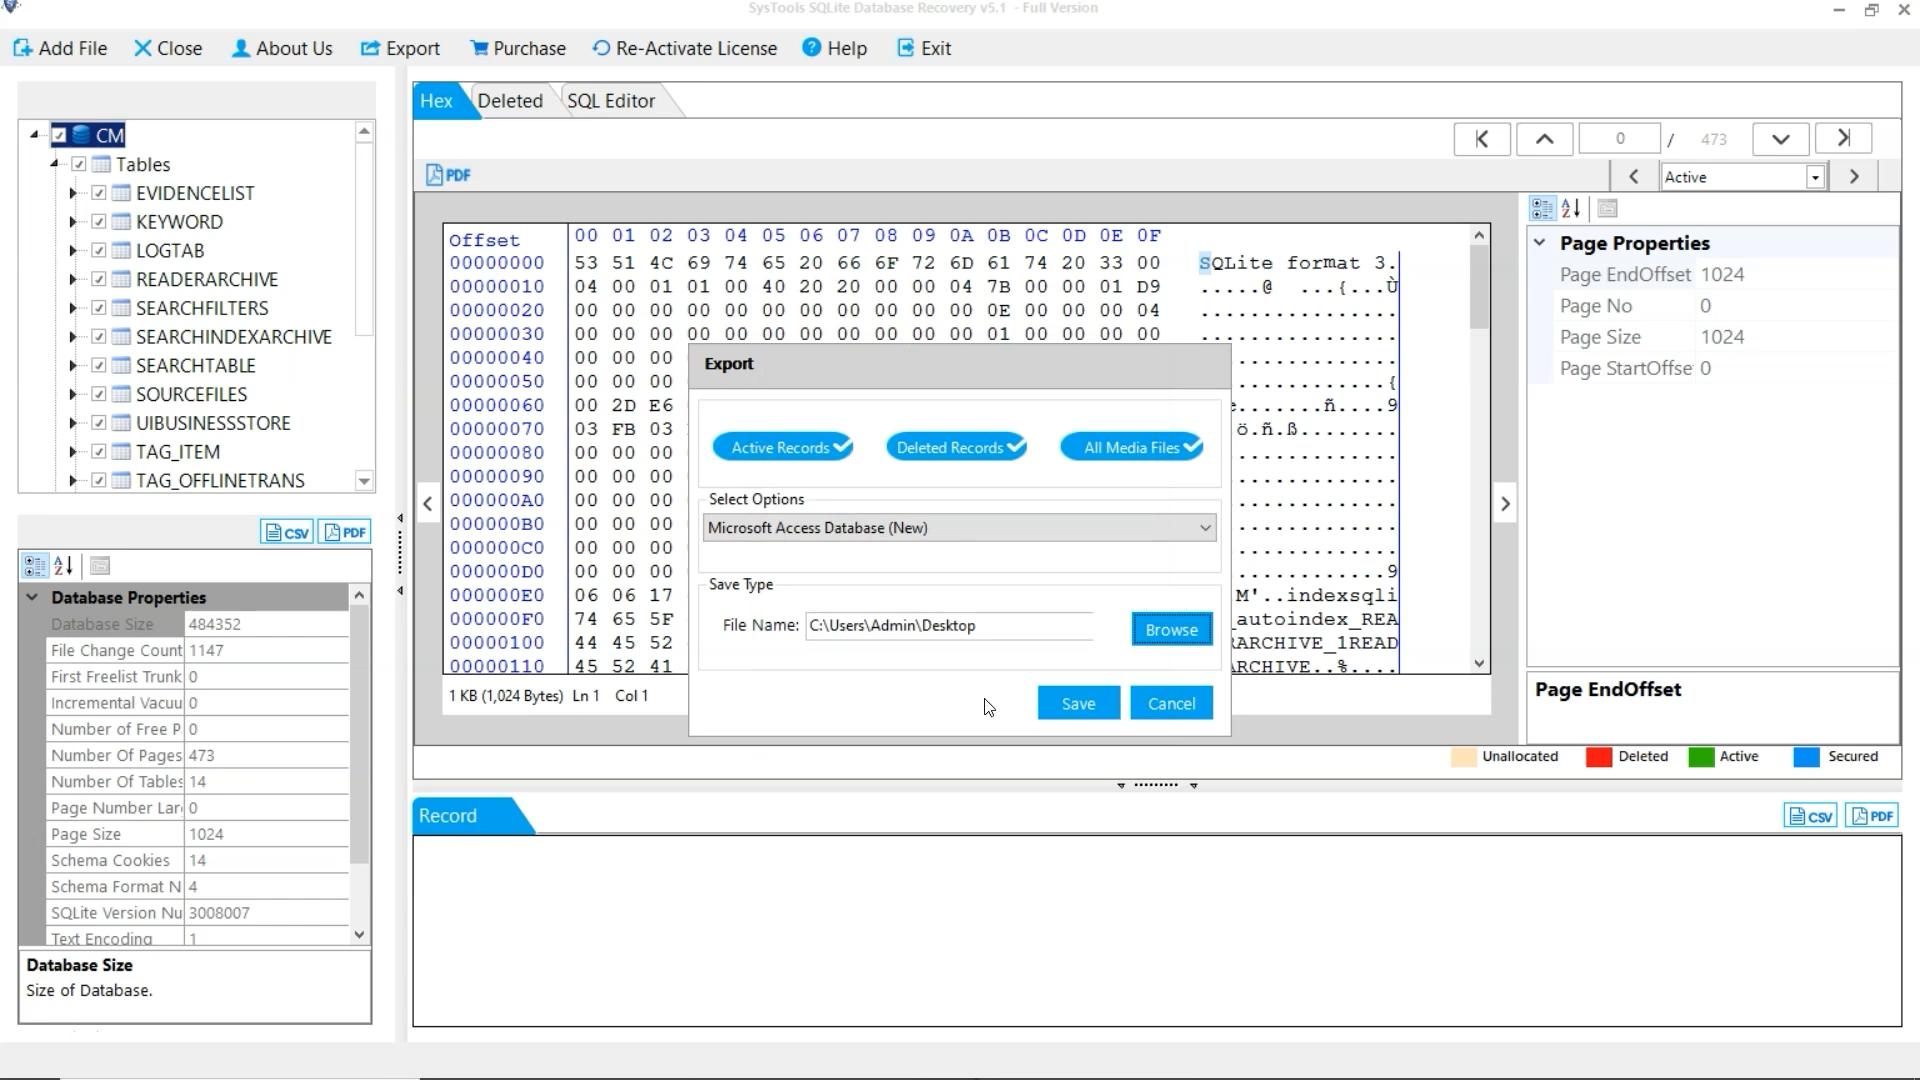 SysTools SQLite Database Recovery v5.1 - Full Version
Add File Close About Us Export Purchase Re-Activate License Help Exit
CM
Tables
EVIDENCELIST
KEYWORD
LOGTAB
READERARCHIVE
SEARCHFILTERS
SEARCHINDEXARCHIVE
SEARCHTABLE
SOURCEFILES
UIBUSINESSSTORE
TAG_ITEM
TAG_OFFLINETRANS
CSV PDF
Database Properties
Database Size 484352
File Change Count 1147
First Freelist Trunk 0
Incremental Vacuu 0
Number of Free P 0
Number Of Pages 473
Number Of Tables 14
Page Number Lar 0
Page Size 1024
Schema Cookies 14
Schema Format N 4
SQLite Version Nu 3008007
Text Encoding 1
Database Size
Size of Database.
Hex Deleted SQL Editor
0 / 473
PDF
Active
Offset 00 01 02 03 04 05 06 07 08 09 0A 0B 0C 0D 0E 0F
00000000 53 51 4C 69 74 65 20 66 6F 72 6D 61 74 20 33 00 SQLite format 3.
00000010 04 00 01 01 00 40 20 20 00 00 04 7B 00 00 01 D9 .....@ ...{...Ù
00000020 00 00 00 00 00 00 00 00 00 00 00 0E 00 00 00 04 ................
00000030 00 00 00 00 00 00 00 00 00 00 00 01 00 00 00 00 ................
00000040 00 00 00 .............
00000050 00 00 00 ............{
00000060 00 2D E6 e.......ñ....9
00000070 03 FB 03 ö.ñ.ß........
00000080 00 00 00 .............
00000090 00 00 00 .............
000000A0 00 00 00 .............
000000B0 00 00 00 .............
000000C0 00 00 00 .............
000000D0 00 00 00 ............9
000000E0 06 06 17 M'..indexsqli
000000F0 74 65 5F _autoindex_REA
00000100 44 45 52 RARCHIVE_1READ
00000110 45 52 41 ARCHIVE..%....
1 KB (1,024 Bytes) Ln 1 Col 1
Export
Active Records Deleted Records All Media Files
Select Options
Microsoft Access Database (New)
Save Type
File Name: C:\Users\Admin\Desktop Browse
Save Cancel
Page Properties
Page EndOffset 1024
Page No 0
Page Size 1024
Page StartOffse 0
Page EndOffset
Unallocated Deleted Active Secured
Record
CSV PDF